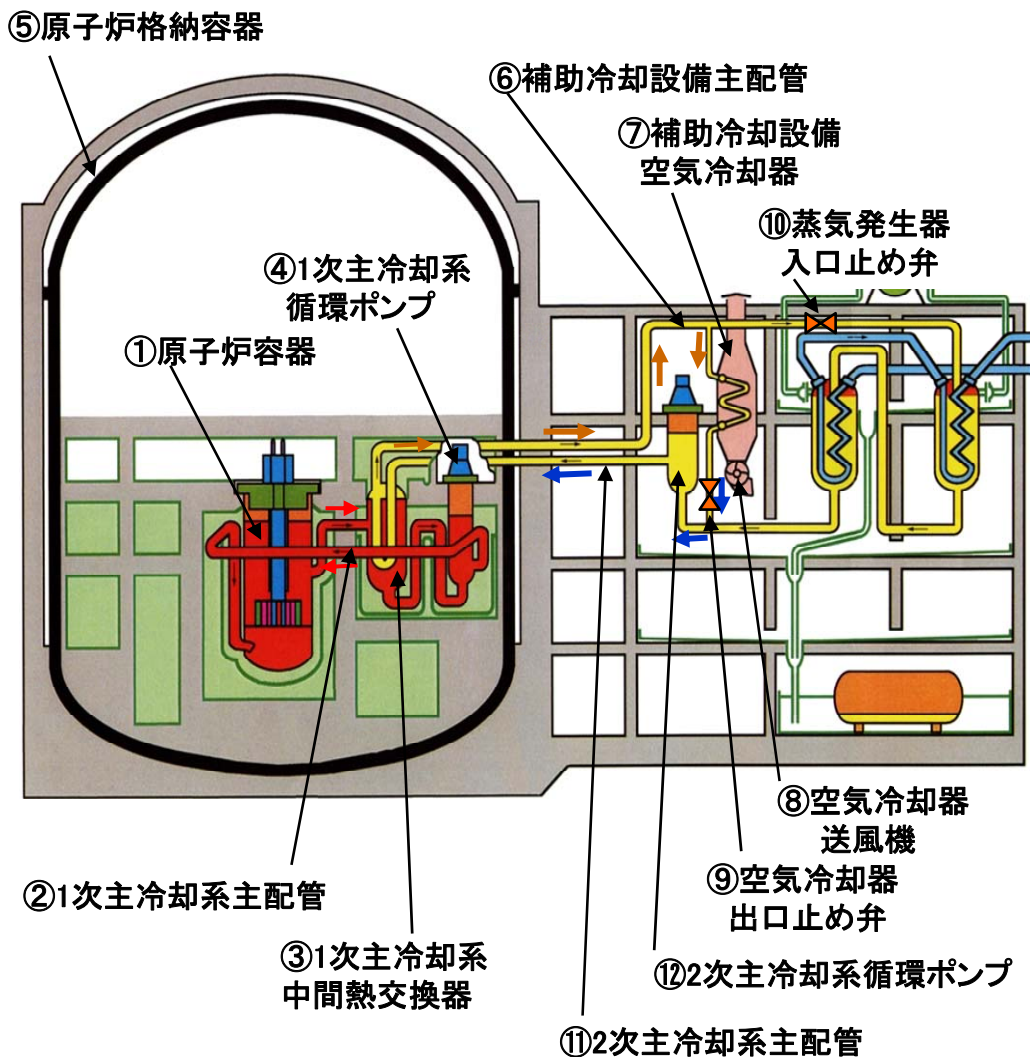 ⑤原子炉格納容器
⑥補助冷却設備主配管
⑦補助冷却設備
空気冷却器
⑩蒸気発生器
入口止め弁
④1次主冷却系
循環ポンプ
①原子炉容器
⑧空気冷却器
送風機
②1次主冷却系主配管
⑨空気冷却器
出口止め弁
③1次主冷却系
中間熱交換器
⑫2次主冷却系循環ポンプ
⑪2次主冷却系主配管